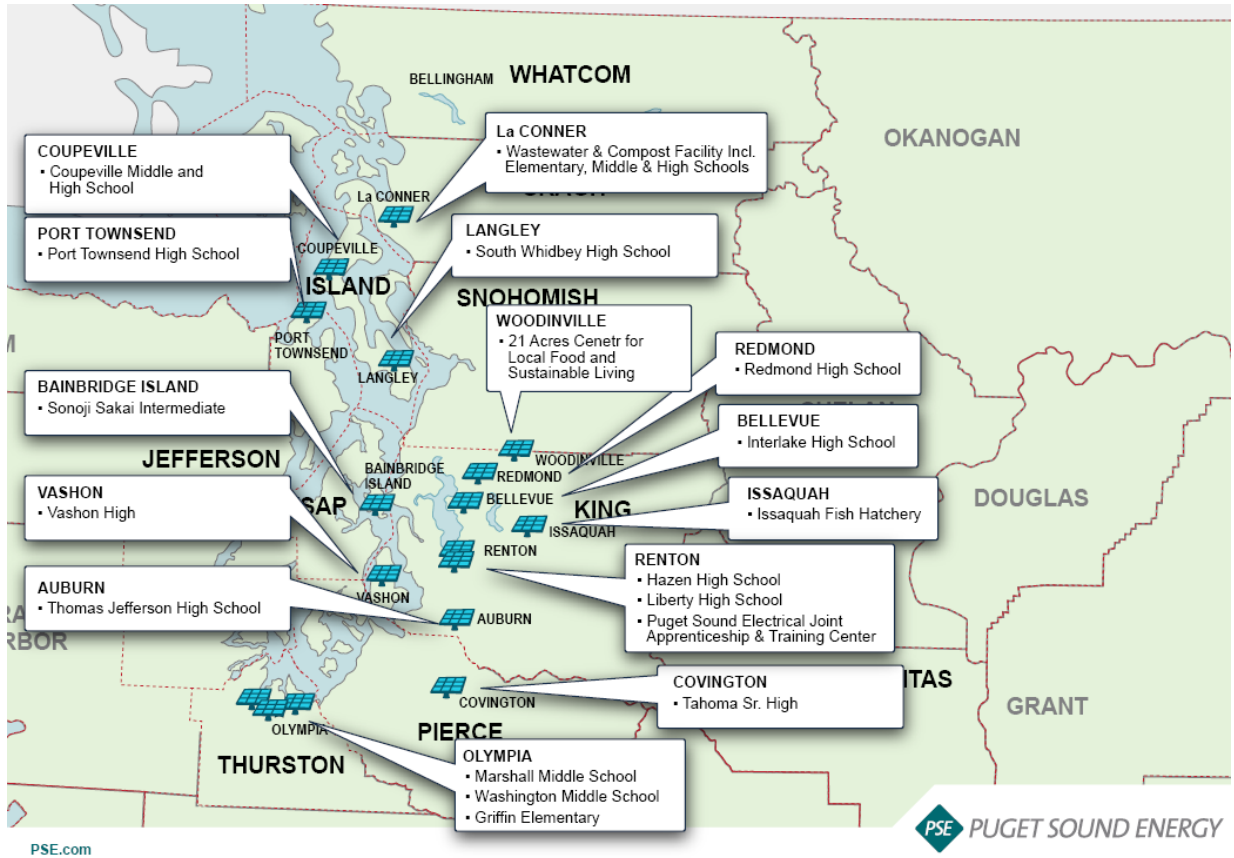 WHATCOM
BELLINGHAM
OKANOGAN
La CONNER
▪ Wastewater & Compost Facility Incl.
Elementary, Middle & High Schools
COUPEVILLE
▪ Coupeville Middle and
High School
La CONNER
PORT TOWNSEND
▪ Port Townsend High School
LANGLEY
▪ South Whidbey High School
COUPEVILLE
ISLAND
SNOHOMISH
PORT
TOWNSEND
WOODINVILLE
▪ 21 Acres Cenetr for
Local Food and
Sustainable Living
REDMOND
▪ Redmond High School
LANGLEY
BAINBRIDGE ISLAND
▪ Sonoji Sakai Intermediate
BELLEVUE
▪ Interlake High School
JEFFERSON
BAINBRIDGE
ISLAND
WOODINVILLE
REDMOND
BELLEVUE
KING
ISSAQUAH
DOUGLAS
VASHON
▪ Vashon High
SAP
ISSAQUAH
▪ Issaquah Fish Hatchery
RENTON
RENTON
▪ Hazen High School
▪ Liberty High School
▪ Puget Sound Electrical Joint
Apprenticeship & Training Center
AUBURN
▪ Thomas Jefferson High School
VASHON
AUBURN
RBOR
COVINGTON
▪ Tahoma Sr. High
ITAS
COVINGTON
GRANT
OLYMPIA
PIERCE
THURSTON
OLYMPIA
▪ Marshall Middle School
▪ Washington Middle School
▪ Griffin Elementary
PSE PUGET SOUND ENERGY
PSE.com